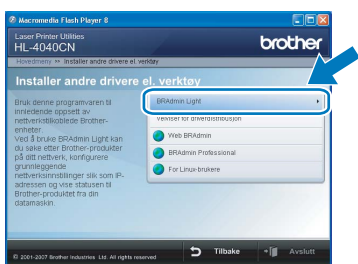 Macromedia Flash Player 8
Laser Printer Utilities
HL-4040CN
brother
Hovedmeny >> Installer andre drivere el. verktøy
Installer andre drivere el. verktøy
Bruk denne programvaren til
innledende oppsett av
nettverkstilkoblede Brother-
enheter.
Ved å bruke BRAdmin Light kan
du søke etter Brother-produkter
på ditt nettverk, konfigurere
grunnleggende
nettverksinnstillinger slik som IP-
adressen og vise statusen til
Brother-produktet fra din
datamaskin.
BRAdmin Light
Veiviser for driverdistribusjon
Web BRAdmin
BRAdmin Professional
For Linux-brukere
© 2001-2007 Brother Industries Ltd. All rights reserved
Tilbake
Avslutt